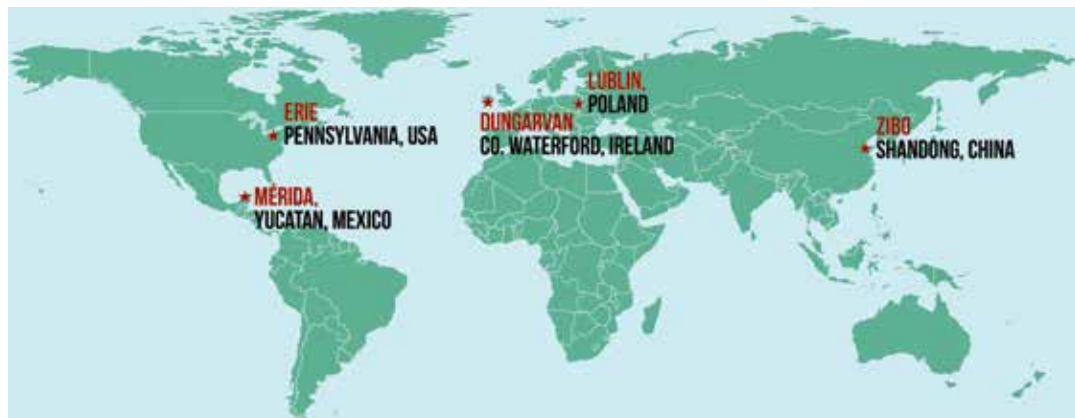 ERIE
PENNSYLVANIA, USA
MÉRIDA,
YUCATAN, MEXICO
DUNGARVAN
CO. WATERFORD, IRELAND
LUBLIN,
POLAND
ZIBO
SHANDONG, CHINA